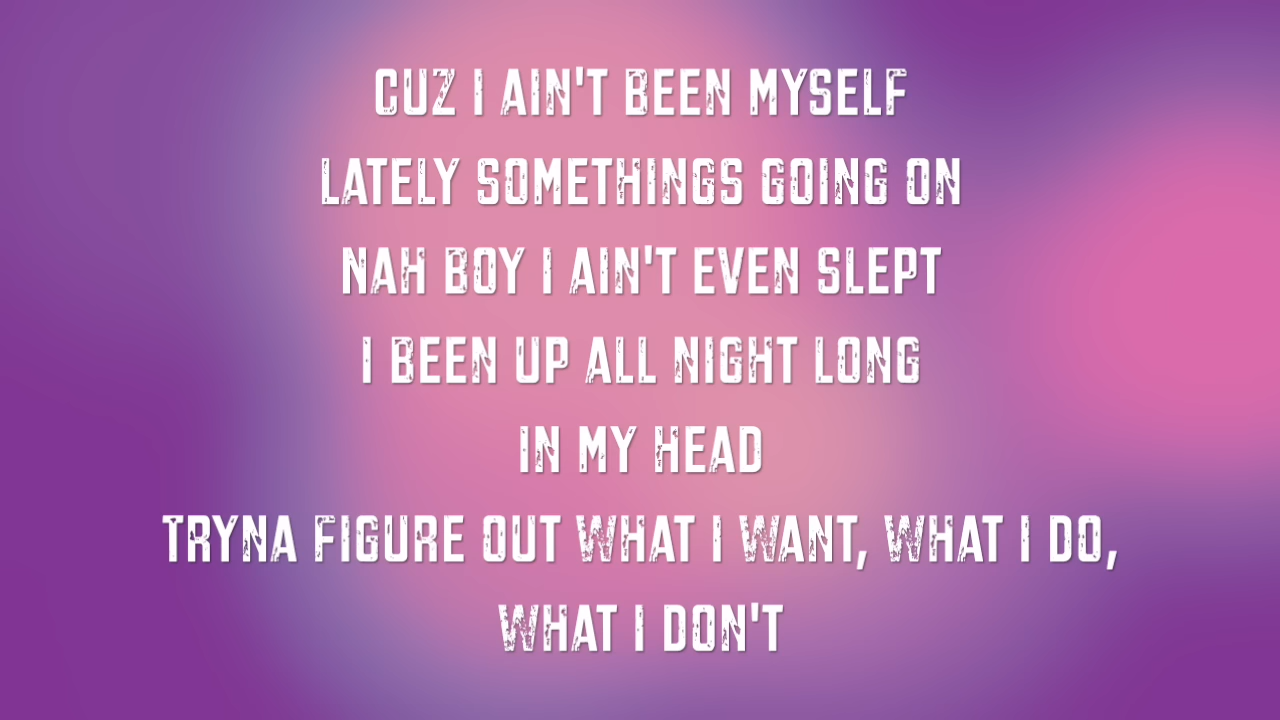 CUZ I AIN'T BEEN MYSELF
LATELY SOMETHINGS GOING ON
NAH BOY I AIN'T EVEN SLEPT
I BEEN UP ALL NIGHT LONG
IN MY HEAD
TRYNA FIGURE OUT WHAT I WANT, WHAT I DO,
WHAT I DON'T